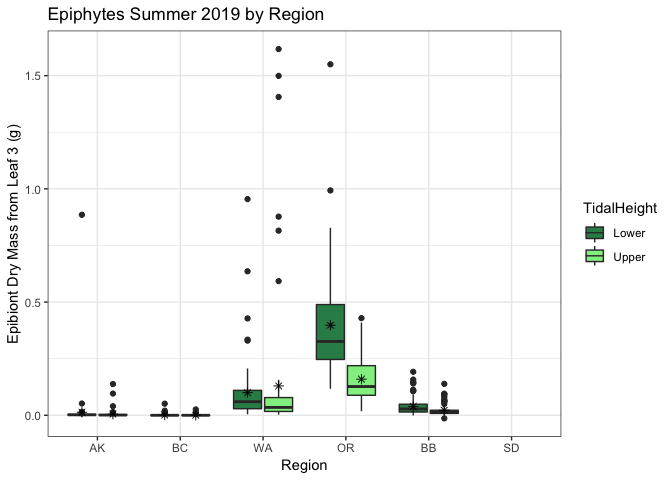 Epiphytes Summer 2019 by Region
Epibiont Dry Mass from Leaf 3 (g)
1.5
1.0
0.5
0.0
AK BC WA OR BB SD
Region
TidalHeight
Lower
Upper